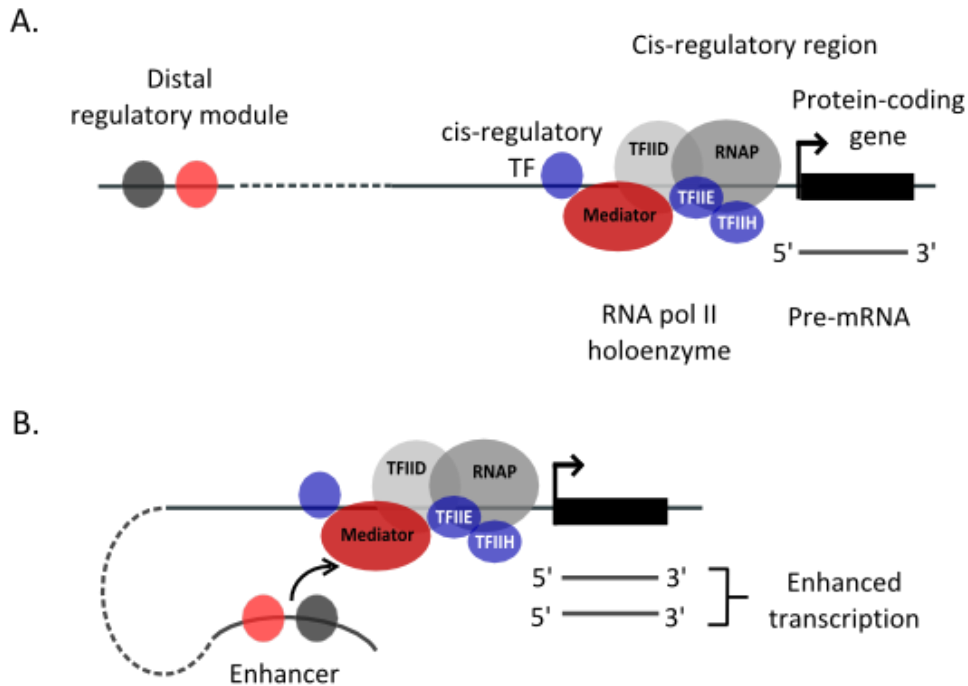 A.
Cis-regulatory region
Distal
regulatory module
Protein-coding
gene
cis-regulatory
TF
TFIID
RNAP
Mediator
TFIIE
TFIIH
5' 3'
RNA pol II
holoenzyme
Pre-mRNA
B.
TFIID
RNAP
Mediator
TFIIE
TFIIH
5' 3'
5' 3'
Enhanced
transcription
Enhancer